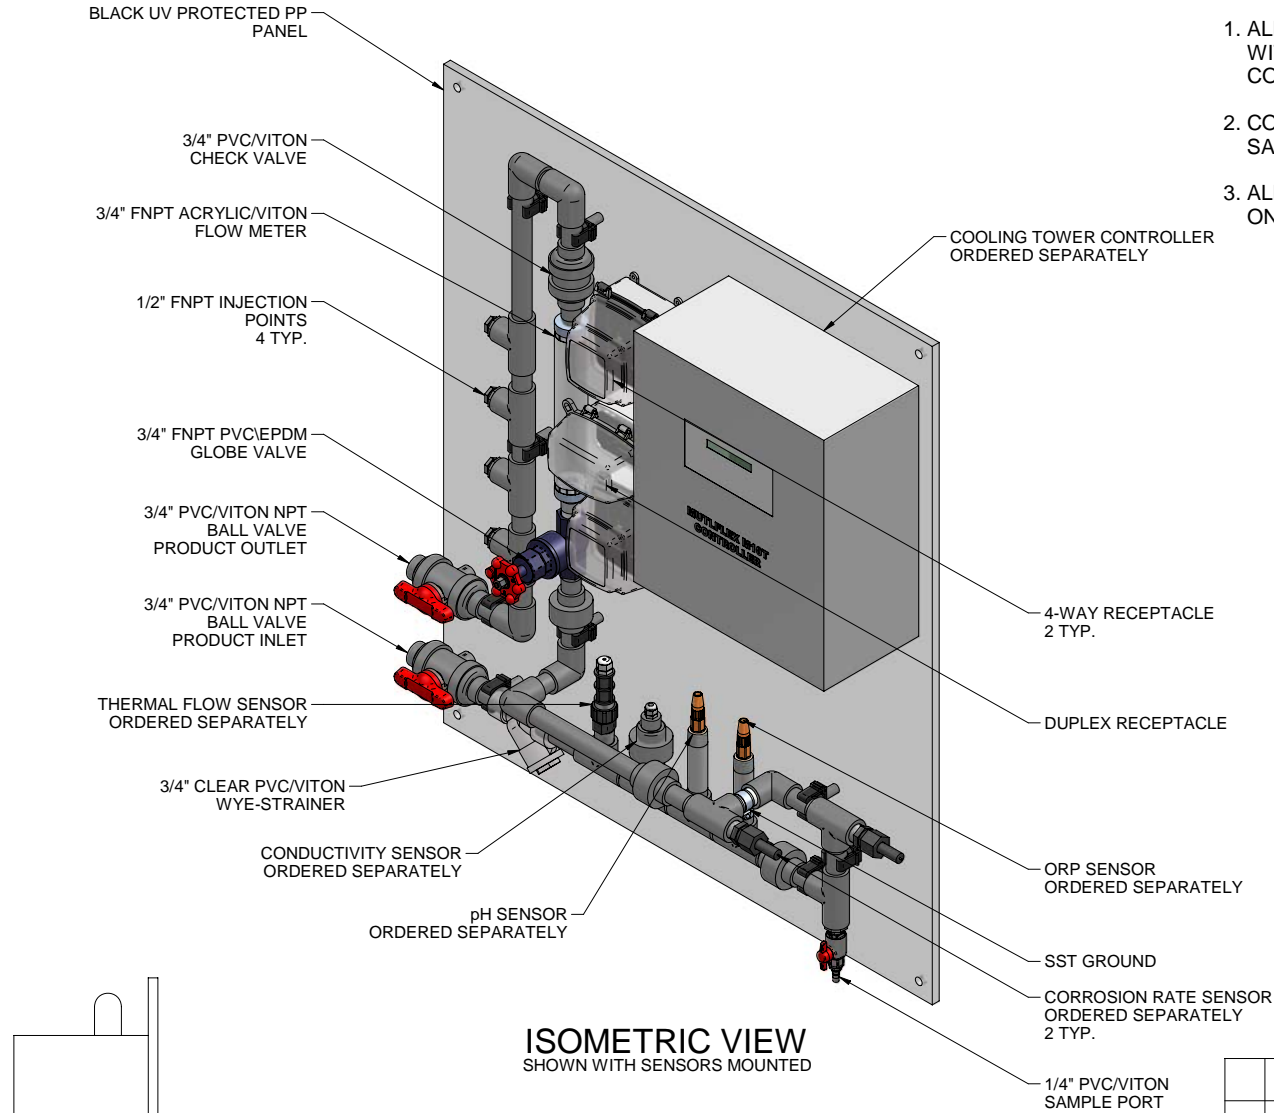 BLACK UV PROTECTED PP
PANEL
3/4" PVC/VITON
CHECK VALVE
3/4" FNPT ACRYLIC/VITON
FLOW METER
1/2" FNPT INJECTION
POINTS
4 TYP.
3/4" FNPT PVC\EPDM
GLOBE VALVE
3/4" PVC/VITON NPT
BALL VALVE
PRODUCT OUTLET
3/4" PVC/VITON NPT
BALL VALVE
PRODUCT INLET
THERMAL FLOW SENSOR
ORDERED SEPARATELY
3/4" CLEAR PVC/VITON
WYE-STRAINER
CONDUCTIVITY SENSOR
ORDERED SEPARATELY
pH SENSOR
ORDERED SEPARATELY
1. AL
WI
CO
2. CO
SA
3. AL
ON
COOLING TOWER CONTROLLER
ORDERED SEPARATELY
CONTROLLER
4-WAY RECEPTACLE
2 TYP.
DUPLEX RECEPTACLE
ORP SENSOR
ORDERED SEPARATELY
SST GROUND
CORROSION RATE SENSOR
ORDERED SEPARATELY
2 TYP.
1/4" PVC/VITON
SAMPLE PORT
ISOMETRIC VIEW
SHOWN WITH SENSORS MOUNTED